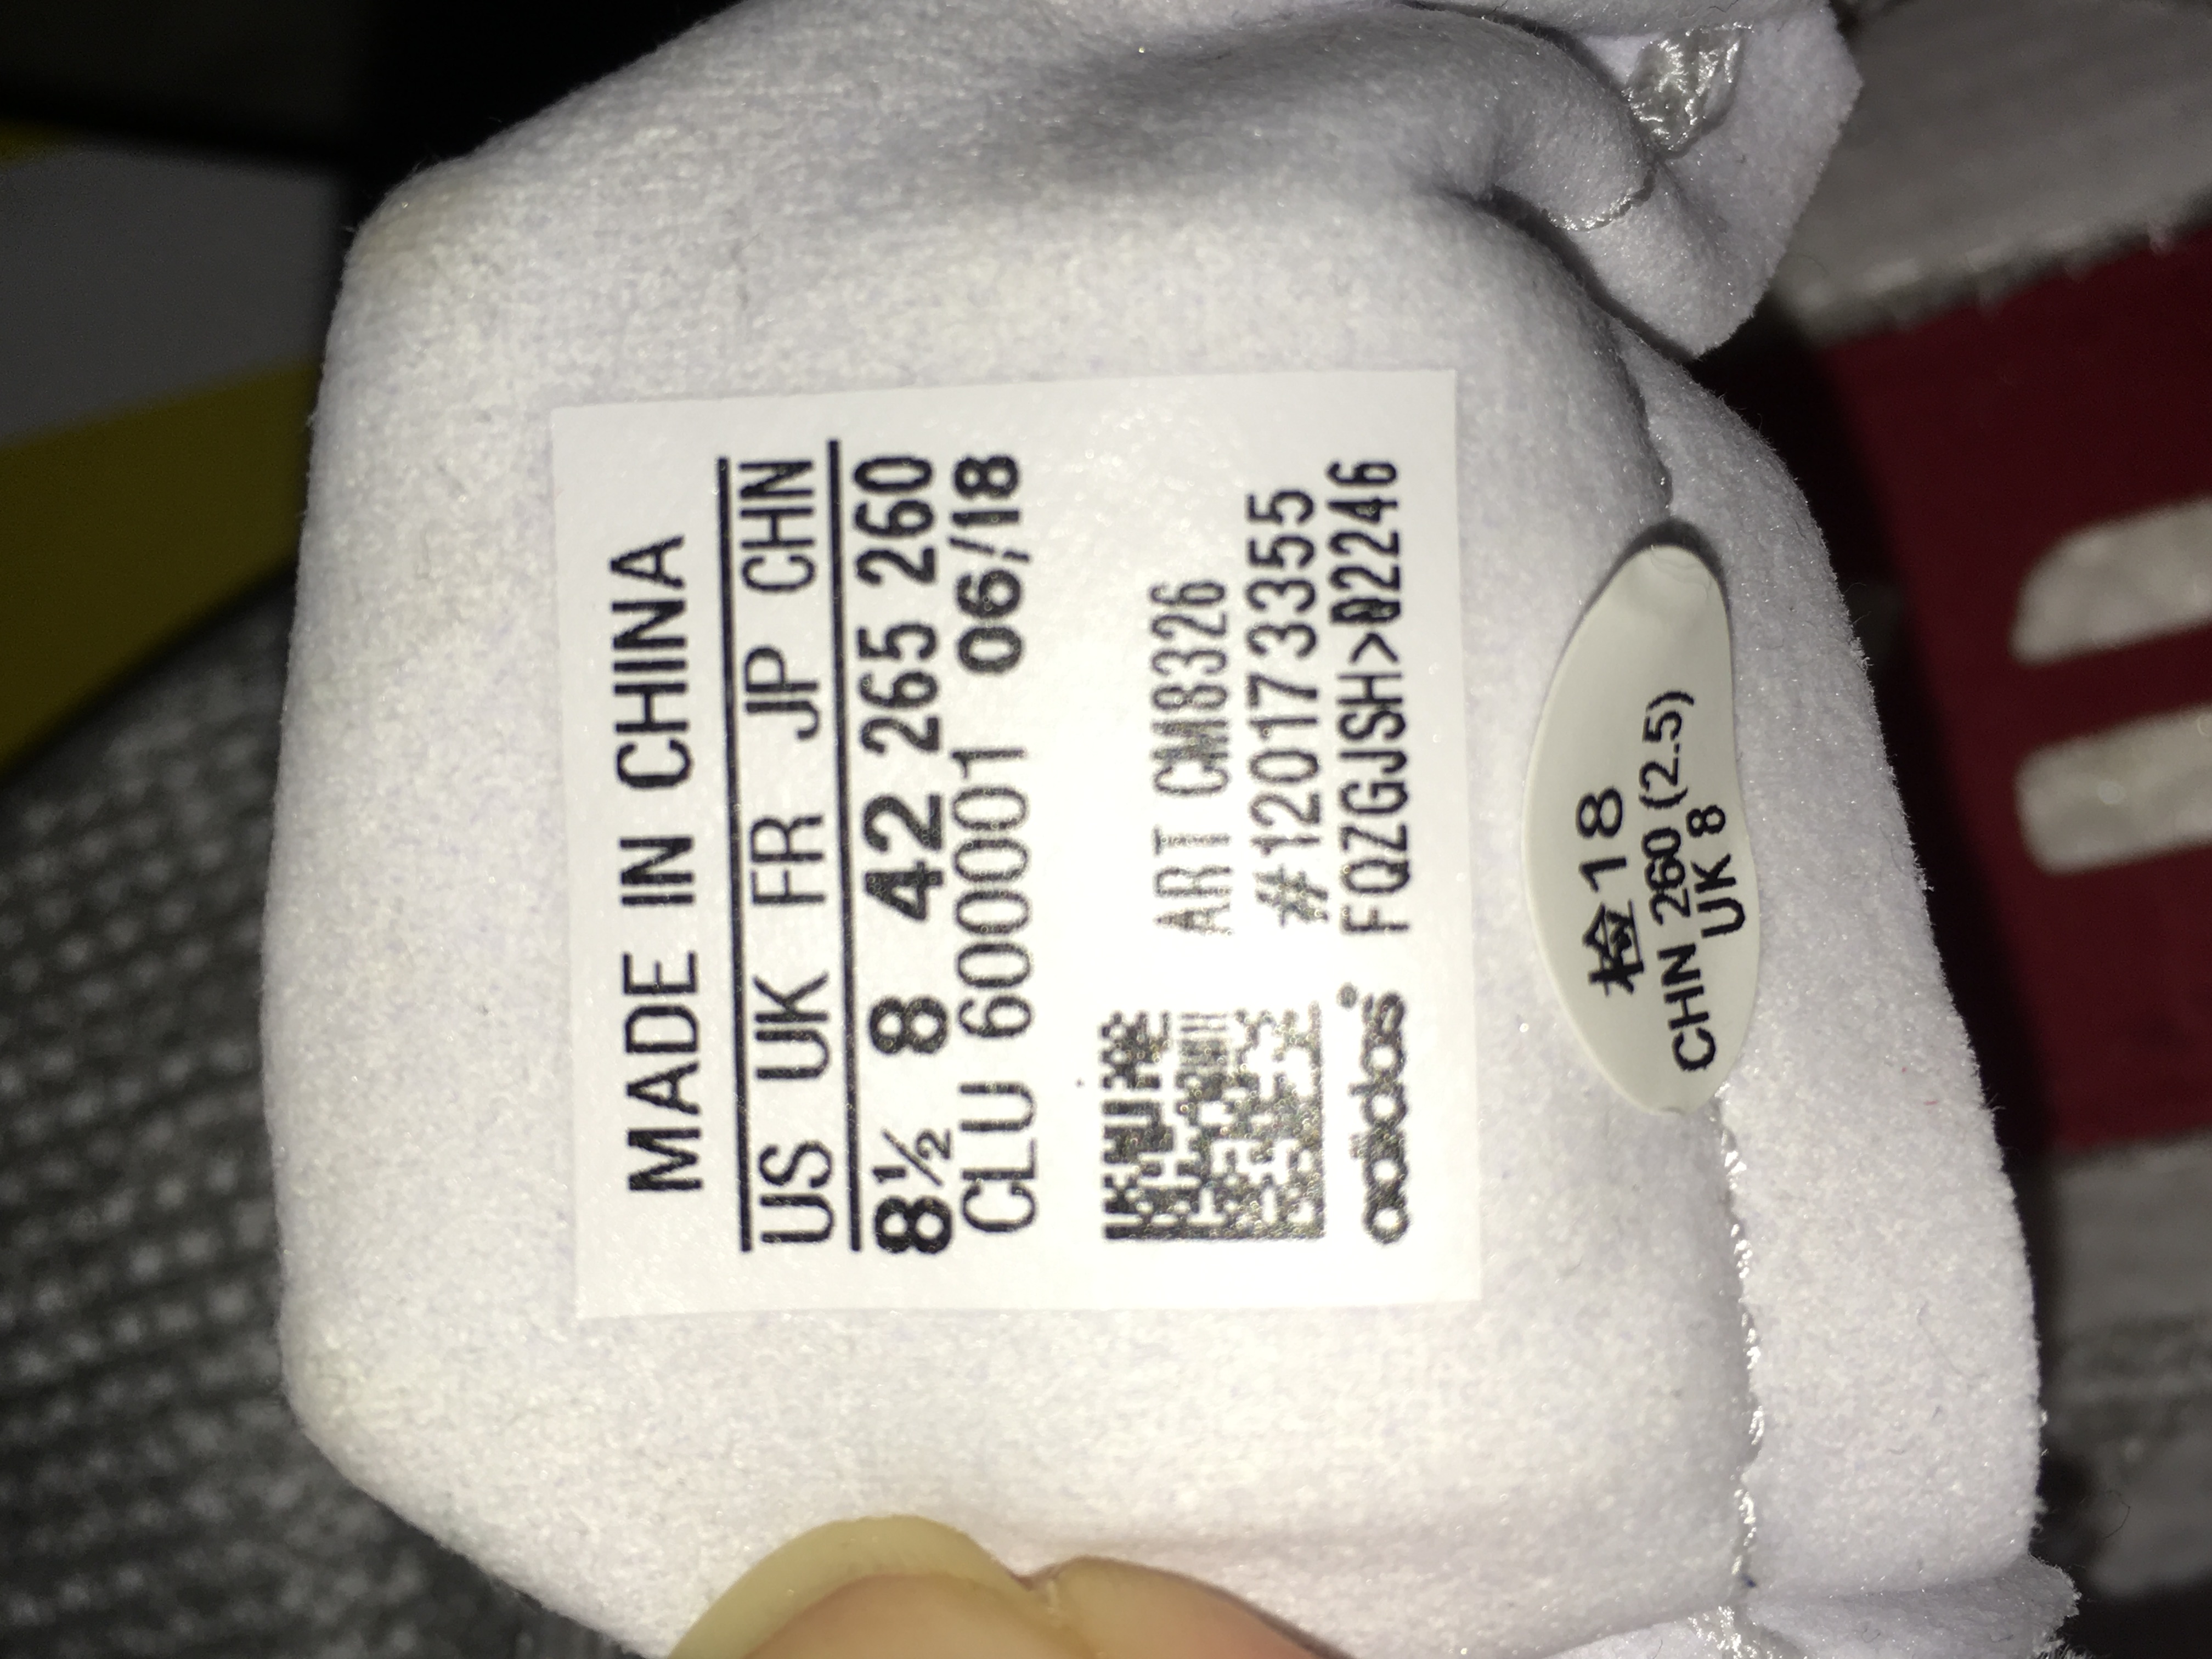 MADE IN CHINA
US UK FR JP CHN
8½ 8 42 265 260
CLU 600001 06/18
ART CM8326
#120173355
FQZGJSH>02246
adidas®
检18
CHN 260 (2.5)
UK 8